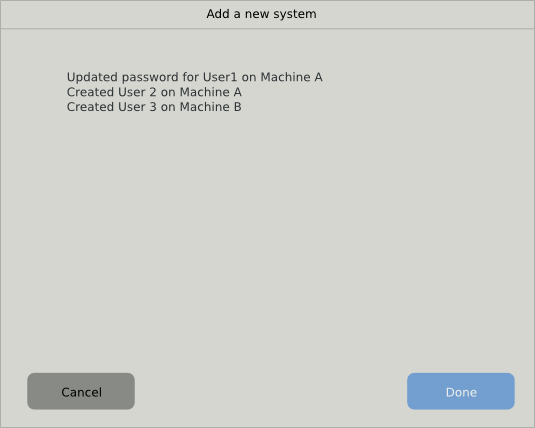 Add a new system
Updated password for User1 on Machine A
Created User 2 on Machine A
Created User 3 on Machine B
Cancel
Done